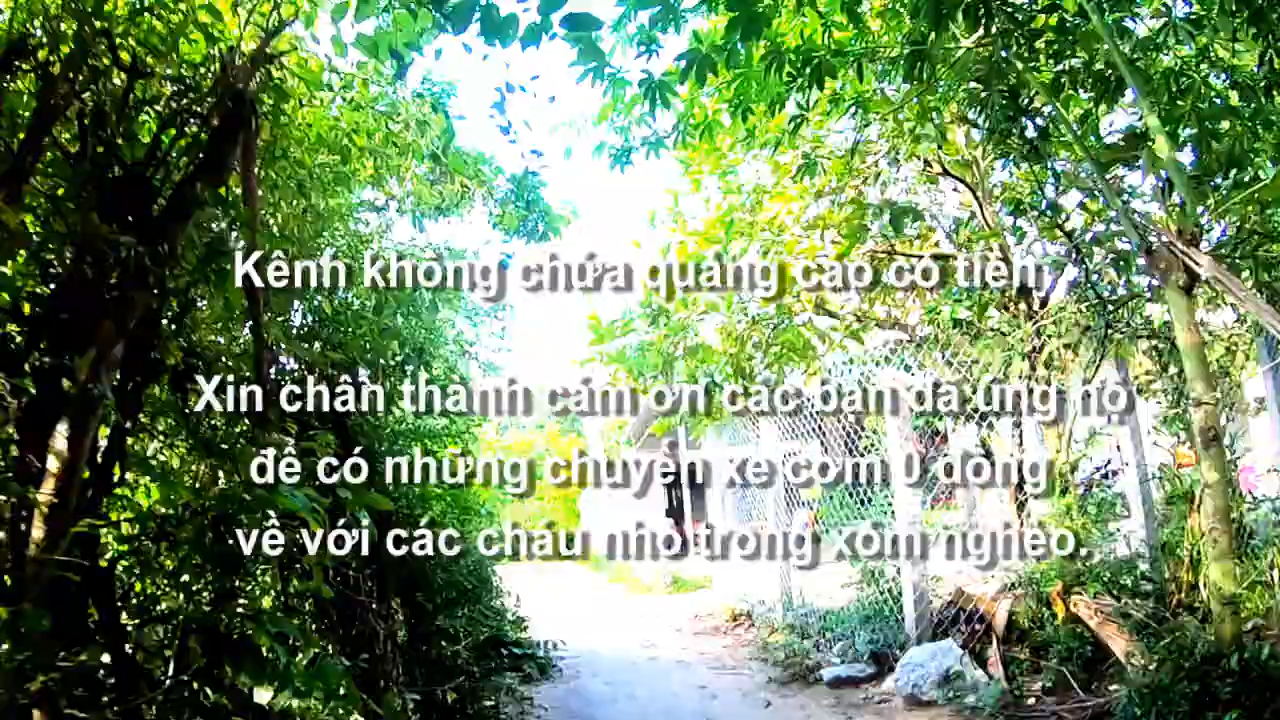 Kênh không chứa quảng cáo có tiền,
Xin chân thành cám ơn các bạn đã ủng hộ
để có những chuyến xe cơm 0 đồng
về với các cháu nhỏ trong xóm nghèo.